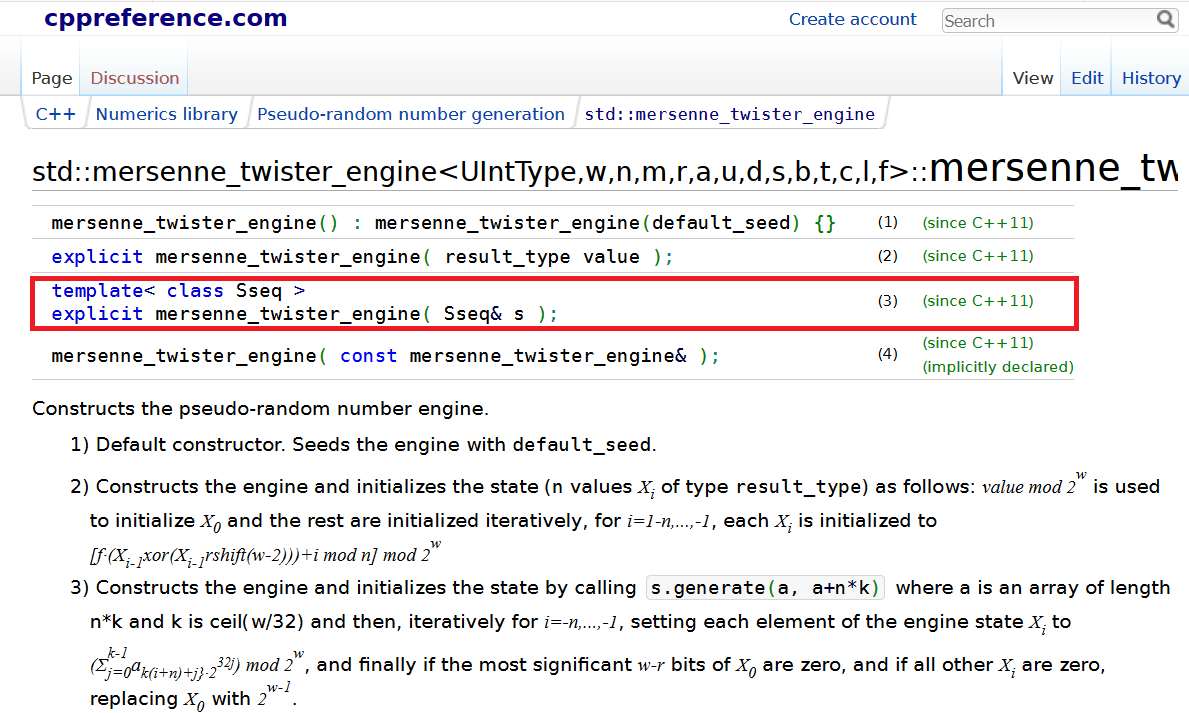 cppreference.com
Create account
Search
Page
Discussion
View
Edit
History
C++
Numerics library
Pseudo-random number generation
std::mersenne_twister_engine
std::mersenne_twister_engine<UIntType,w,n,m,r,a,u,d,s,b,t,c,l,f>::mersenne_tw
mersenne_twister_engine() : mersenne_twister_engine(default_seed) {} (1) (since C++11)
explicit mersenne_twister_engine( result_type value ); (2) (since C++11)
template< class Sseq >
explicit mersenne_twister_engine( Sseq& s ); (3) (since C++11)
mersenne_twister_engine( const mersenne_twister_engine& ); (4) (since C++11)
(implicitly declared)
Constructs the pseudo-random number engine.
1) Default constructor. Seeds the engine with default_seed.
2) Constructs the engine and initializes the state (n values X_i of type result_type) as follows: value mod 2^w is used
to initialize X_0 and the rest are initialized iteratively, for i=1-n,...,-1, each X_i is initialized to
[f·(X_{i-1}xor(X_{i-1}rshift(w-2)))+i mod n] mod 2^w
3) Constructs the engine and initializes the state by calling s.generate(a, a+n*k) where a is an array of length
n*k and k is ceil(w/32) and then, iteratively for i=-n,...,-1, setting each element of the engine state X_i to
(Σ^{k-1}_{j=0}a_{k(i+n)+j}}·2^{32j}) mod 2^w, and finally if the most significant w-r bits of X_0 are zero, and if all other X_i are zero,
replacing X_0 with 2^{w-1}.